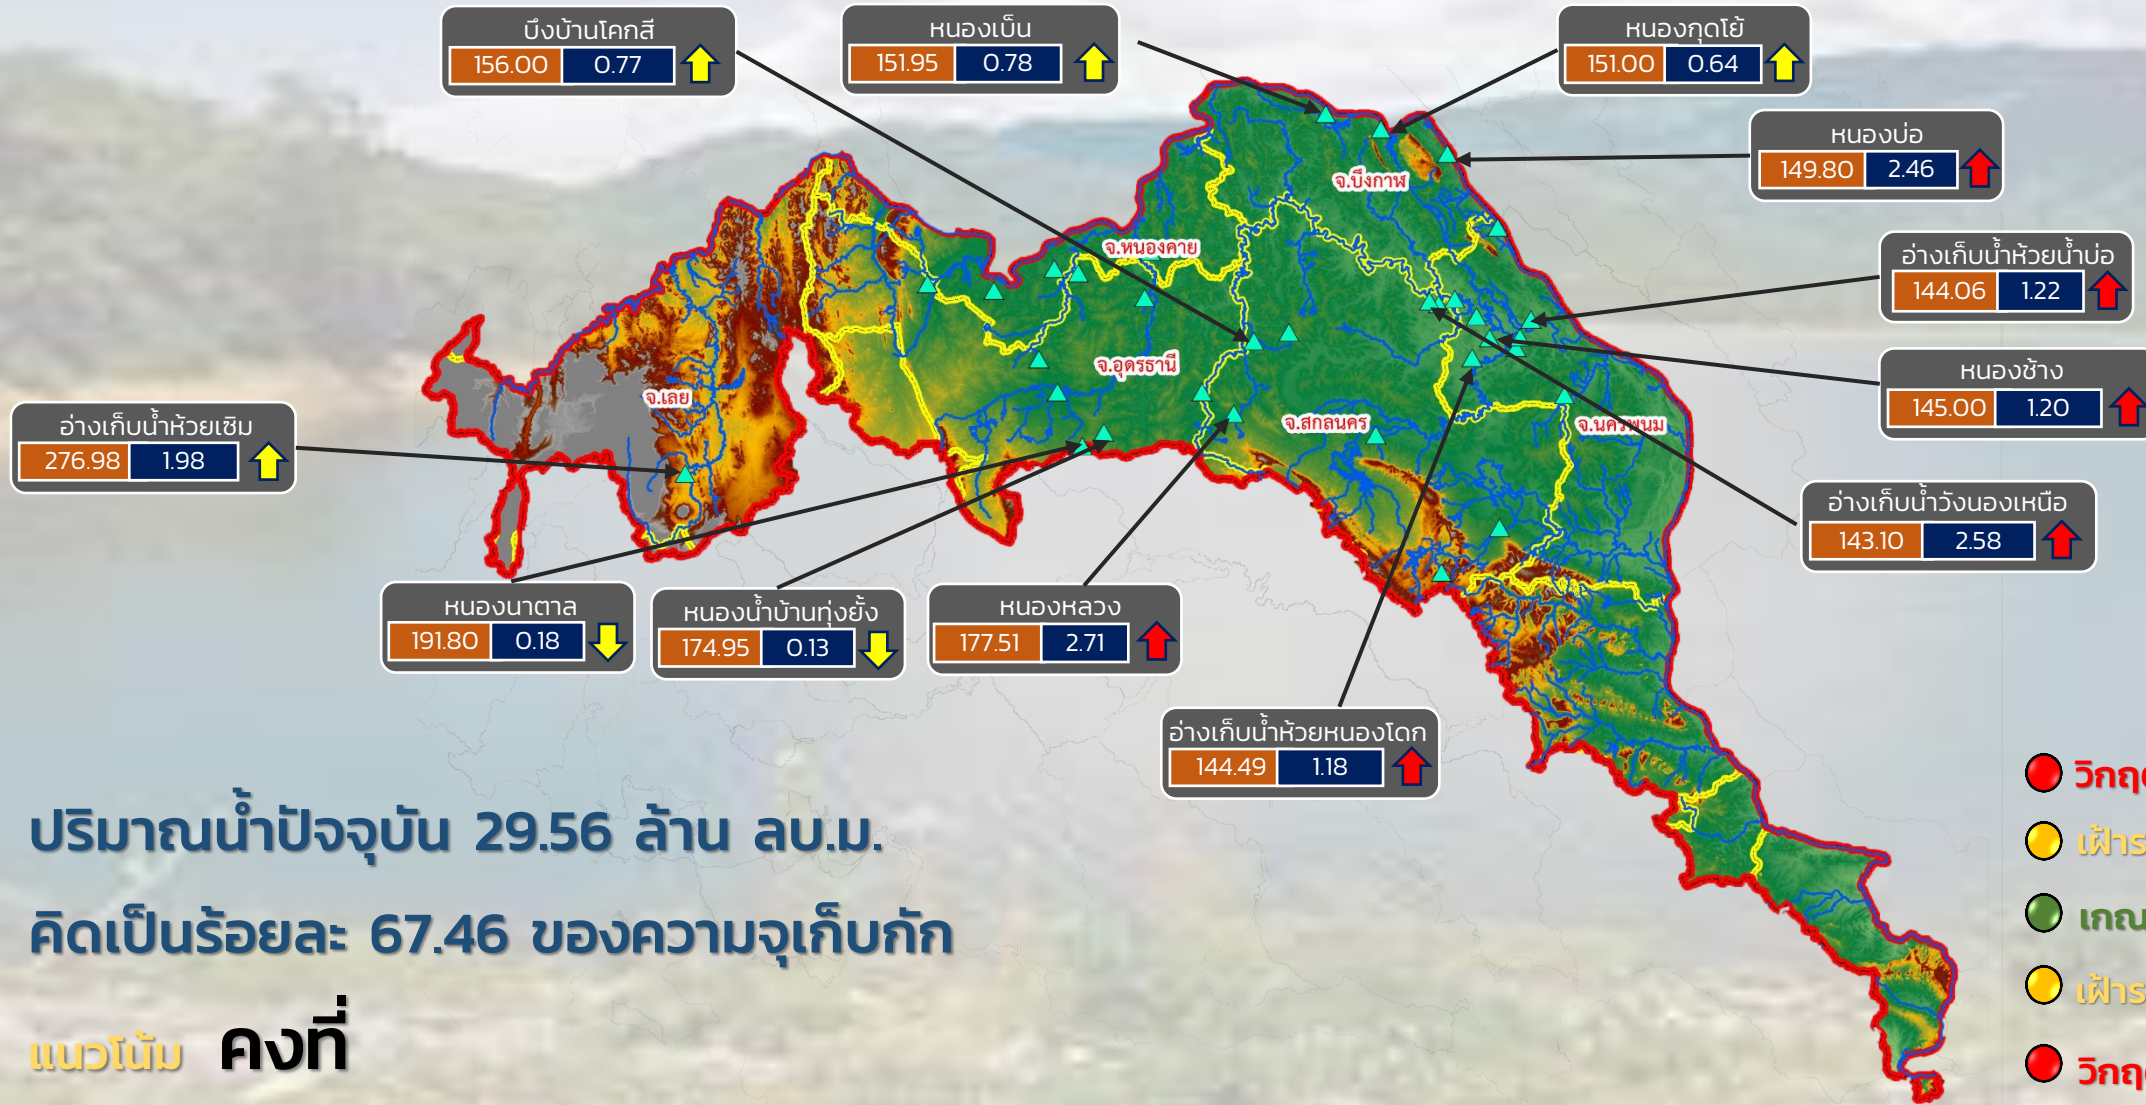 บึงบ้านโคกสี
156.00 0.77
หนองเบ็น
151.95 0.78
หนองกุดโย้
151.00 0.64
หนองบ่อ
149.80 2.46
อ่างเก็บน้ำห้วยน้ำบ่อ
144.06 1.22
หนองช้าง
145.00 1.20
อ่างเก็บน้ำวังนองเหนือ
143.10 2.58
อ่างเก็บน้ำห้วยเซิม
276.98 1.98
หนองนาตาล
191.80 0.18
หนองน้ำบ้านทุ่งยั้ง
174.95 0.13
หนองหลวง
177.51 2.71
อ่างเก็บน้ำห้วยหนองโดก
144.49 1.18
จ.บึงกาฬ
จ.หนองคาย
จ.อุดรธานี
จ.เลย
จ.สกลนคร
จ.นครพนม
ปริมาณน้ำปัจจุบัน 29.56 ล้าน ลบ.ม.
คิดเป็นร้อยละ 67.46 ของความจุเก็บกัก
แนวโน้ม คงที่